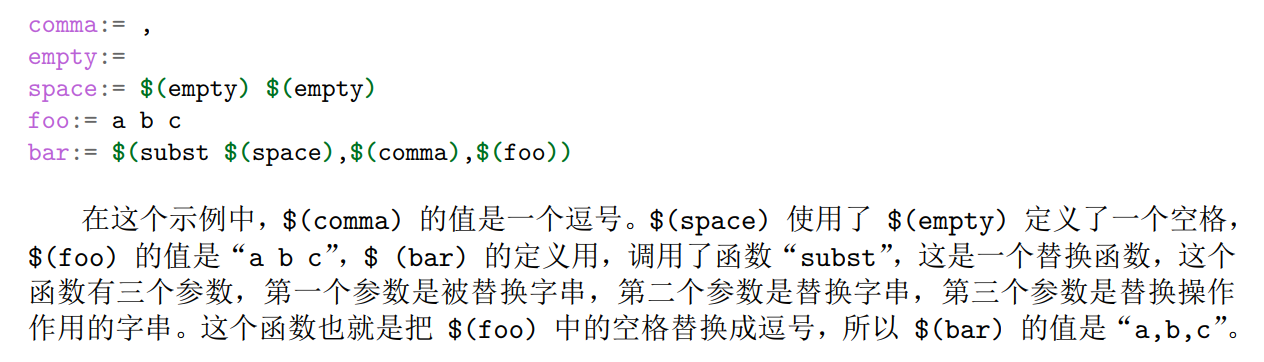 comma:= ,
empty:=
space:= $(empty) $(empty)
foo:= a b c
bar:= $(subst $(space),$(comma),$(foo))
在这个示例中，$(comma) 的值是一个逗号。$(space) 使用了 $(empty) 定义了一个空格，
$(foo) 的值是“a b c”，$ (bar) 的定义用，调用了函数“subst”，这是一个替换函数，这个
函数有三个参数，第一个参数是被替换字串，第二个参数是替换字串，第三个参数是替换操作
作用的字串。这个函数也就是把 $(foo) 中的空格替换成逗号，所以 $(bar) 的值是“a,b,c”。